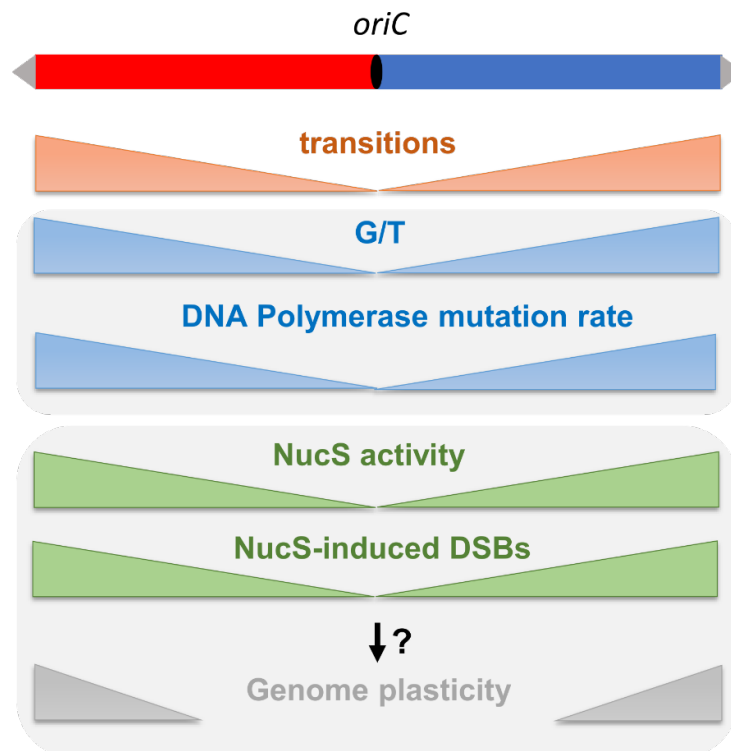 oriC
transitions
G/T
DNA Polymerase mutation rate
NucS activity
NucS-induced DSBs
?
Genome plasticity